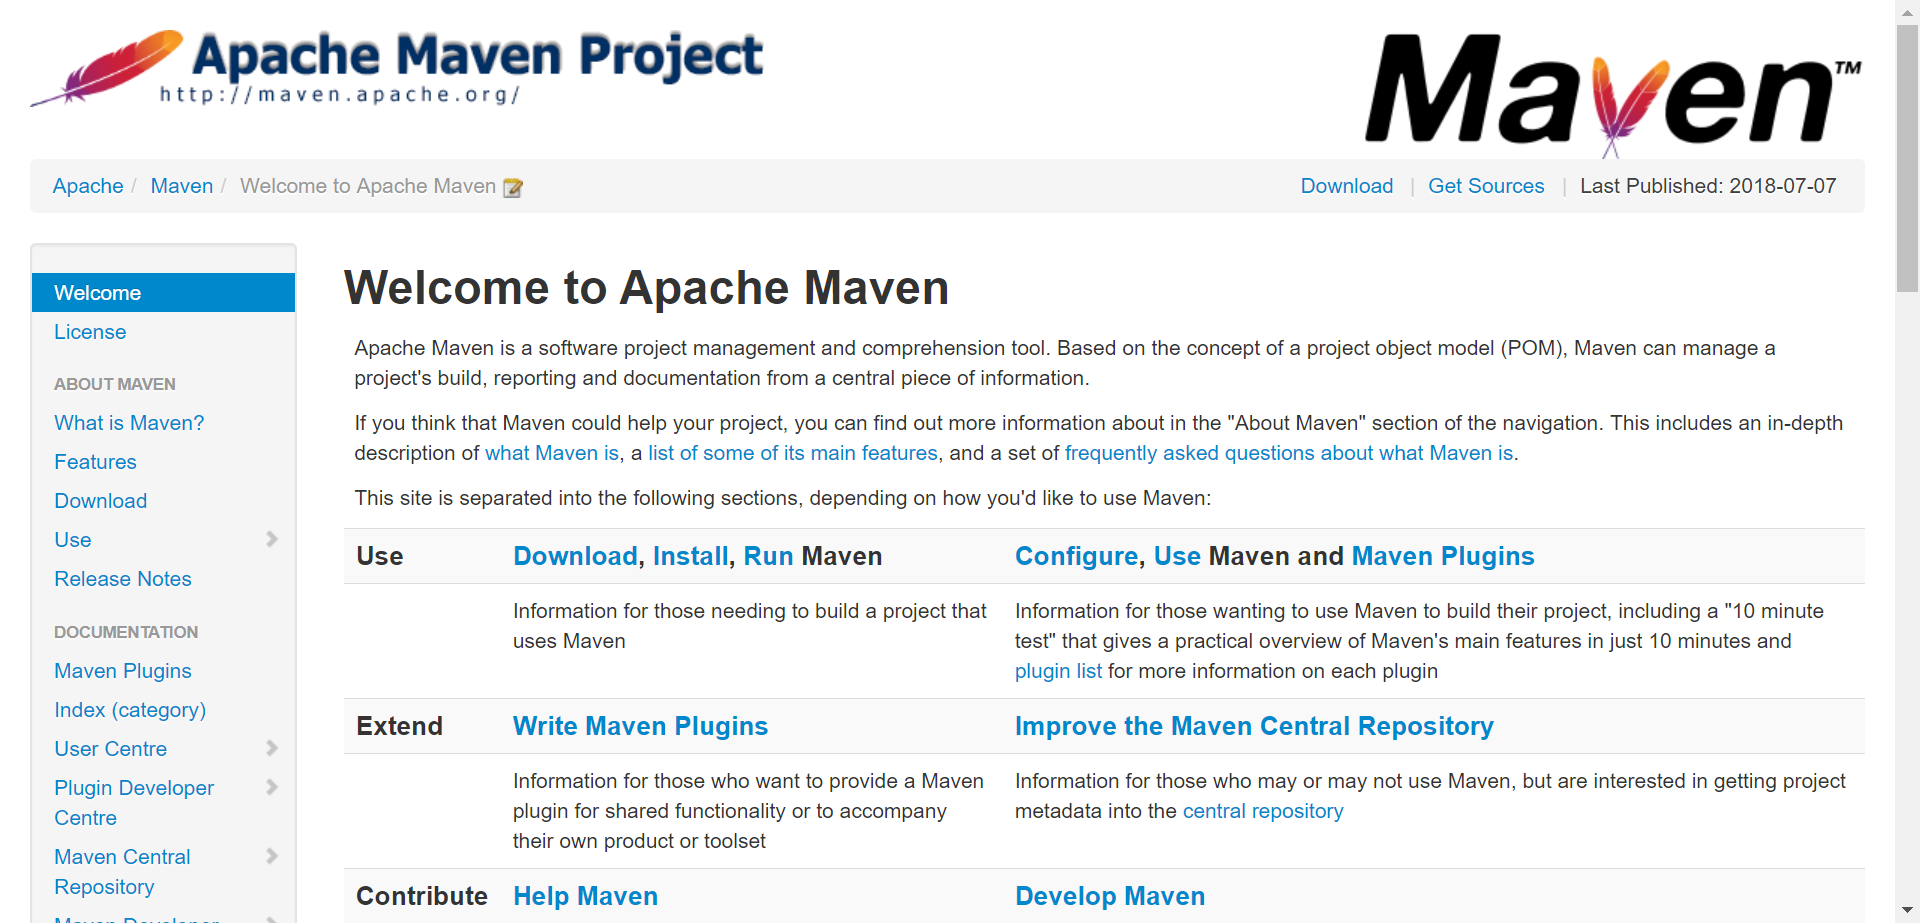 Apache Maven Project
http://maven.apache.org/
Maven™
Apache / Maven / Welcome to Apache Maven
Download | Get Sources | Last Published: 2018-07-07
Welcome
License
ABOUT MAVEN
What is Maven?
Features
Download
Use
Release Notes
DOCUMENTATION
Maven Plugins
Index (category)
User Centre
Plugin Developer
Centre
Maven Central
Repository
Maven Developer
Welcome to Apache Maven
Apache Maven is a software project management and comprehension tool. Based on the concept of a project object model (POM), Maven can manage a
project's build, reporting and documentation from a central piece of information.
If you think that Maven could help your project, you can find out more information about in the "About Maven" section of the navigation. This includes an in-depth
description of what Maven is, a list of some of its main features, and a set of frequently asked questions about what Maven is.
This site is separated into the following sections, depending on how you'd like to use Maven:
Use
Download, Install, Run Maven
Configure, Use Maven and Maven Plugins
Information for those needing to build a project that
uses Maven
Information for those wanting to use Maven to build their project, including a "10 minute
test" that gives a practical overview of Maven's main features in just 10 minutes and
plugin list for more information on each plugin
Extend
Write Maven Plugins
Improve the Maven Central Repository
Information for those who want to provide a Maven
plugin for shared functionality or to accompany
their own product or toolset
Information for those who may or may not use Maven, but are interested in getting project
metadata into the central repository
Contribute
Help Maven
Develop Maven